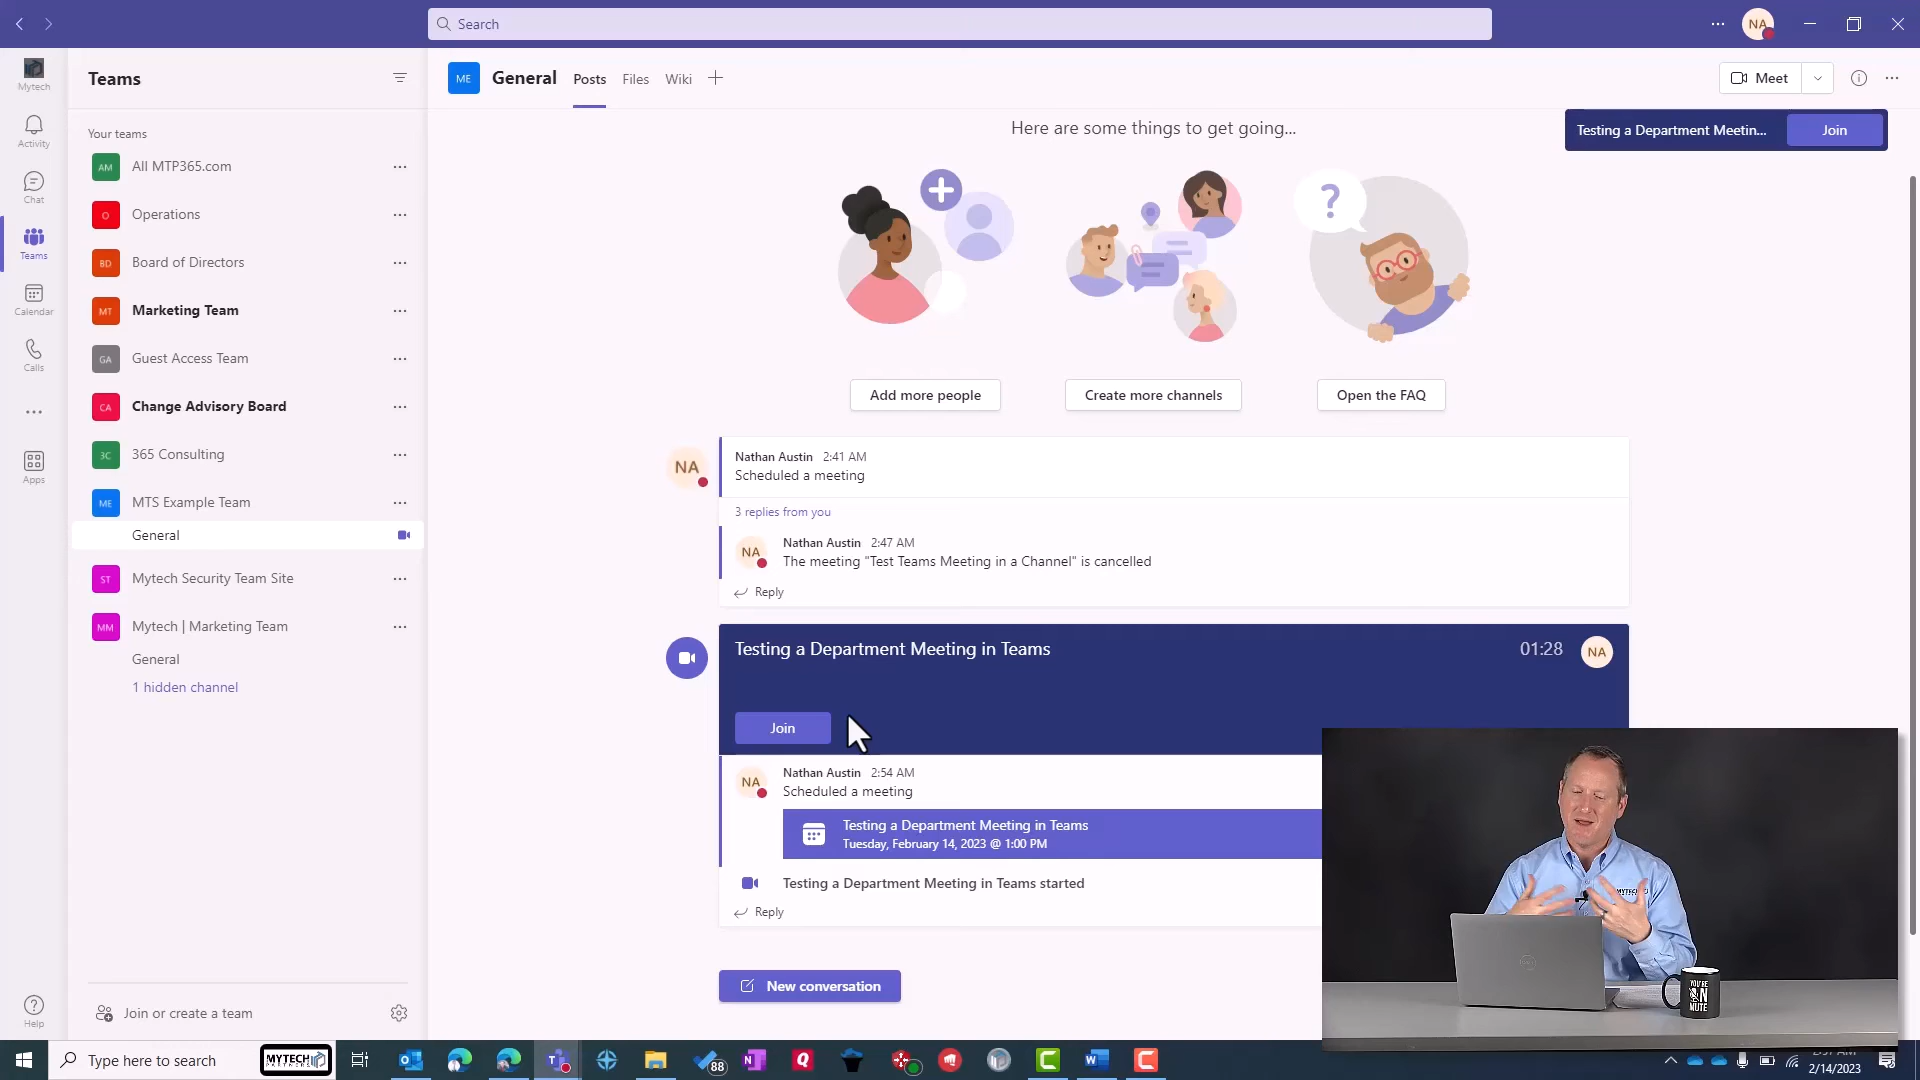 Search
NA
Mytech
Activity
Chat
Teams
Calendar
Calls
Apps
Help
Teams
Your teams
AM All MTP365.com
O Operations
BD Board of Directors
MT Marketing Team
GA Guest Access Team
CA Change Advisory Board
3C 365 Consulting
ME MTS Example Team
General
ST Mytech Security Team Site
MM Mytech | Marketing Team
General
1 hidden channel
Join or create a team
ME General Posts Files Wiki
Meet
Here are some things to get going...
Testing a Department Meetin... Join
?
Add more people
Create more channels
Open the FAQ
NA
Nathan Austin 2:41 AM
Scheduled a meeting
3 replies from you
NA
Nathan Austin 2:47 AM
The meeting "Test Teams Meeting in a Channel" is cancelled
Reply
Testing a Department Meeting in Teams 01:28 NA
Join
NA
Nathan Austin 2:54 AM
Scheduled a meeting
Testing a Department Meeting in Teams
Tuesday, February 14, 2023 @ 1:00 PM
Testing a Department Meeting in Teams started
Reply
New conversation
MYTECH
YOU'RE
ON
MUTE
Type here to search
MYTECH
PARTNERS
88
2/14/2023